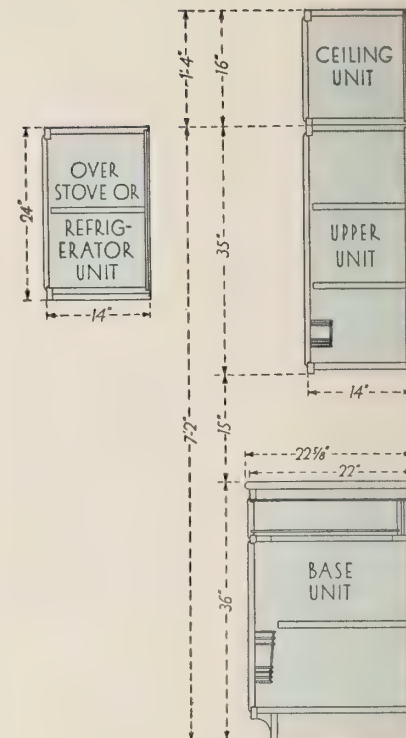 1'-4"
16"
CEILING
UNIT
24"
OVER
STOVE OR
REFRIG-
ERATOR
UNIT
14"
35"
UPPER
UNIT
14"
7'-2"
15"
22⅝"
22"
36"
BASE
UNIT